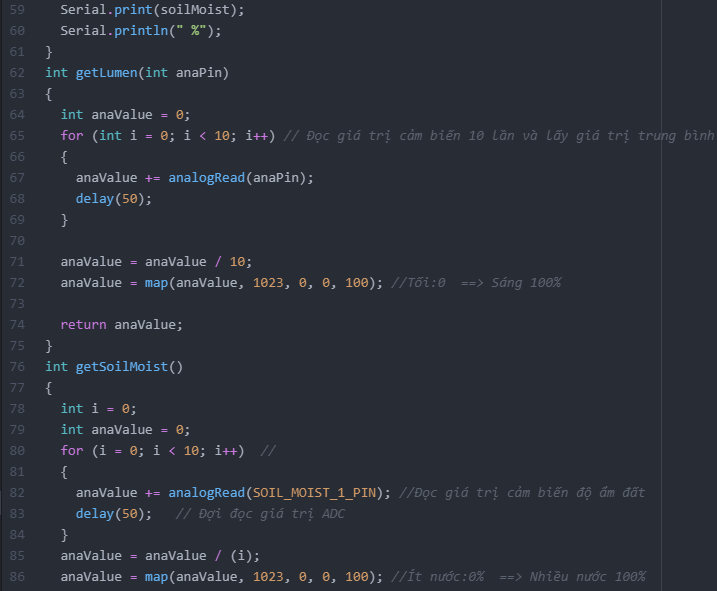 59 Serial.print(soilMoist);
60 Serial.println(" %");
61 }
62 int getLumen(int anaPin)
63 {
64 int anaValue = 0;
65 for (int i = 0; i < 10; i++) // Đọc giá trị cảm biến 10 lần và lấy giá trị trung bình
66 {
67 anaValue += analogRead(anaPin);
68 delay(50);
69 }
70
71 anaValue = anaValue / 10;
72 anaValue = map(anaValue, 1023, 0, 0, 100); //Tối:0 ==> Sáng 100%
73
74 return anaValue;
75 }
76 int getSoilMoist()
77 {
78 int i = 0;
79 int anaValue = 0;
80 for (i = 0; i < 10; i++) //
81 {
82 anaValue += analogRead(SOIL_MOIST_1_PIN); //Đọc giá trị cảm biến độ ẩm đất
83 delay(50); // Đợi đọc giá trị ADC
84 }
85 anaValue = anaValue / (i);
86 anaValue = map(anaValue, 1023, 0, 0, 100); //Ít nước:0% ==> Nhiều nước 100%